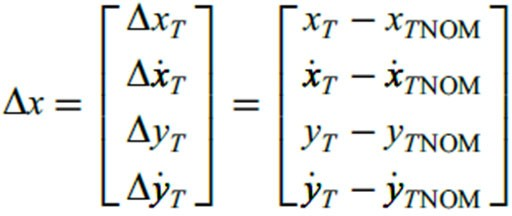 Δx = [ Δx_T ; Δẋ_T ; Δy_T ; Δẏ_T ] = [ x_T − x_TNOM ; ẋ_T − ẋ_TNOM ; y_T − y_TNOM ; ẏ_T − ẏ_TNOM ]